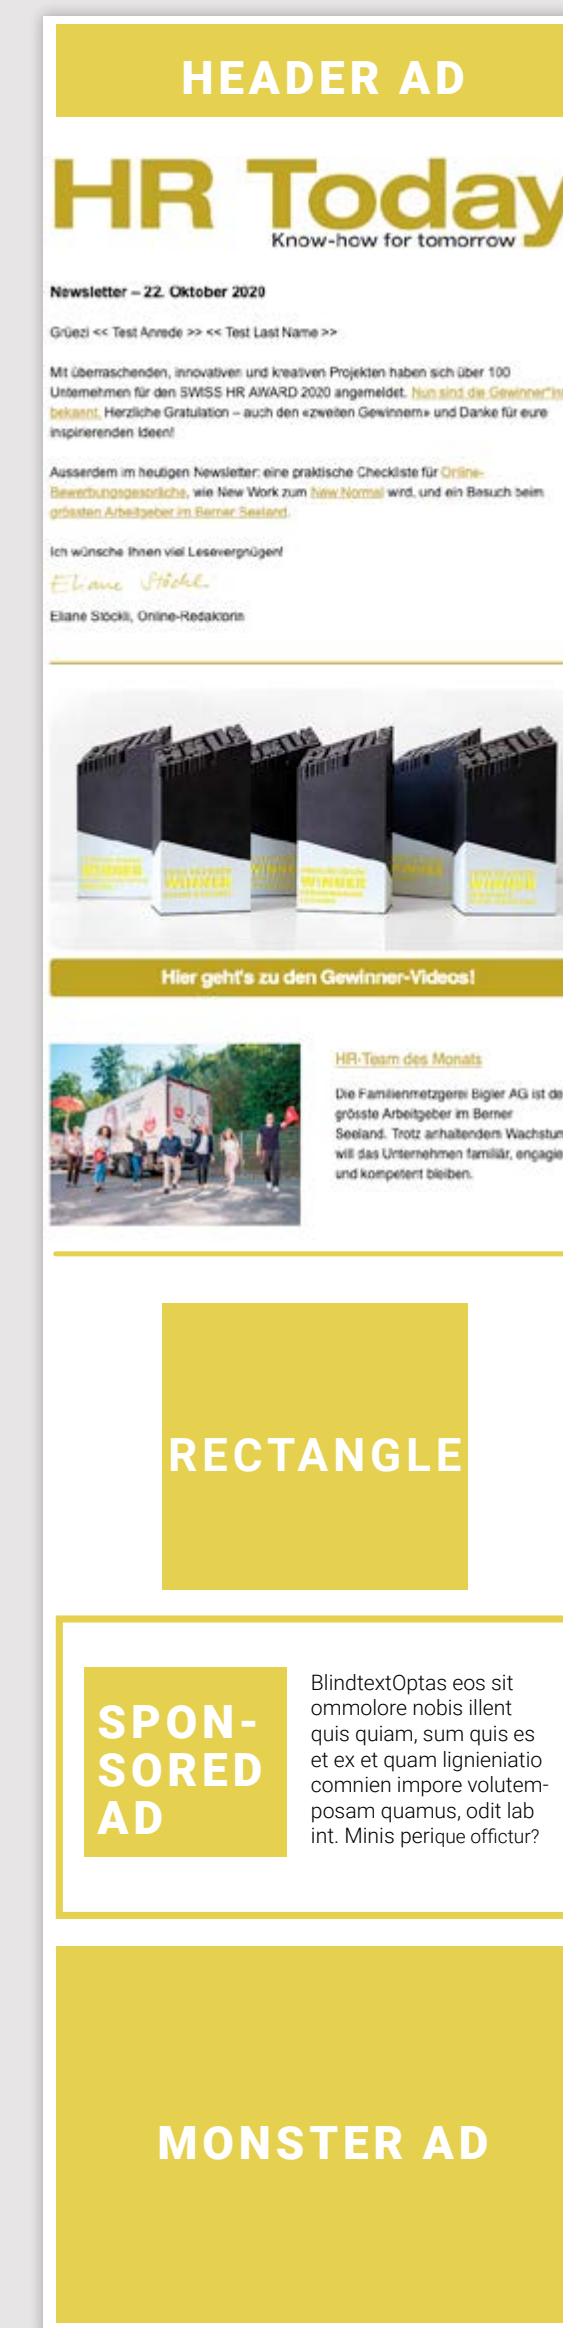 HEADER AD
HR Today
Know-how for tomorrow
Newsletter – 22. Oktober 2020
Grüezi << Test Anrede >> << Test Last Name >>
Mit überraschenden, innovativen und kreativen Projekten haben sich über 100
Unternehmen für den SWISS HR AWARD 2020 angemeldet. Nun sind die Gewinner*in
bekannt. Herzliche Gratulation – auch den «zweiten Gewinnern» und Danke für eure
inspirierenden Ideen!
Ausserdem im heutigen Newsletter: eine praktische Checkliste für Online-
Bewerbungsgespräche, wie New Work zum New Normal wird, und ein Besuch beim
grössten Arbeitgeber im Berner Seeland.
Ich wünsche Ihnen viel Lesevergnügen!
Eliane Stöckli
Eliane Stöckli, Online-Redaktorin
WINNER
WINNER
WINNER
WINNER
Hier geht's zu den Gewinner-Videos!
HR-Team des Monats
Die Familienmetzgerei Bigler AG ist de
grösste Arbeitgeber im Berner
Seeland. Trotz anhaltendem Wachstum
will das Unternehmen familiär, engagie
und kompetent bleiben.
RECTANGLE
SPON-
SORED
AD
BlindtextOptas eos sit
ommolore nobis illent
quis quiam, sum quis es
et ex et quam lignieniatio
comnien impore volutem-
posam quamus, odit lab
int. Minis perique offictur?
MONSTER AD